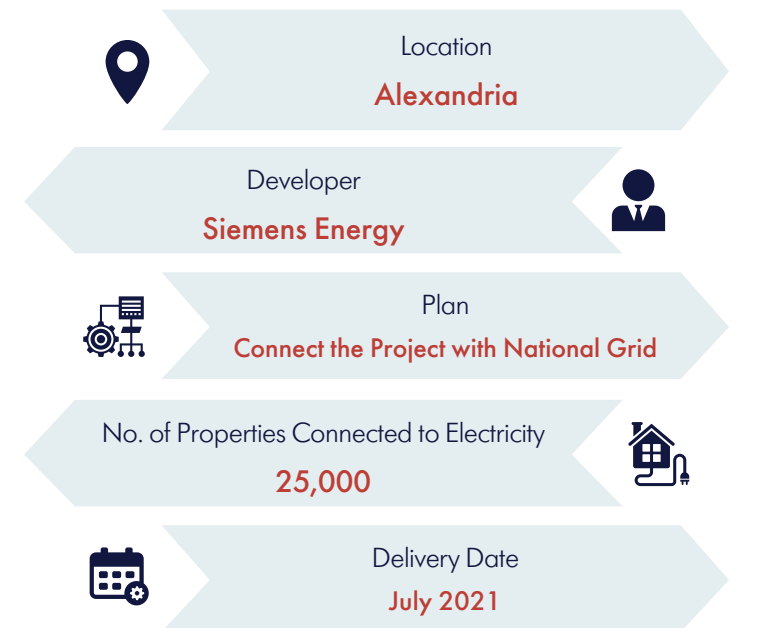 Location
Alexandria
Developer
Siemens Energy
Plan
Connect the Project with National Grid
No. of Properties Connected to Electricity
25,000
Delivery Date
July 2021